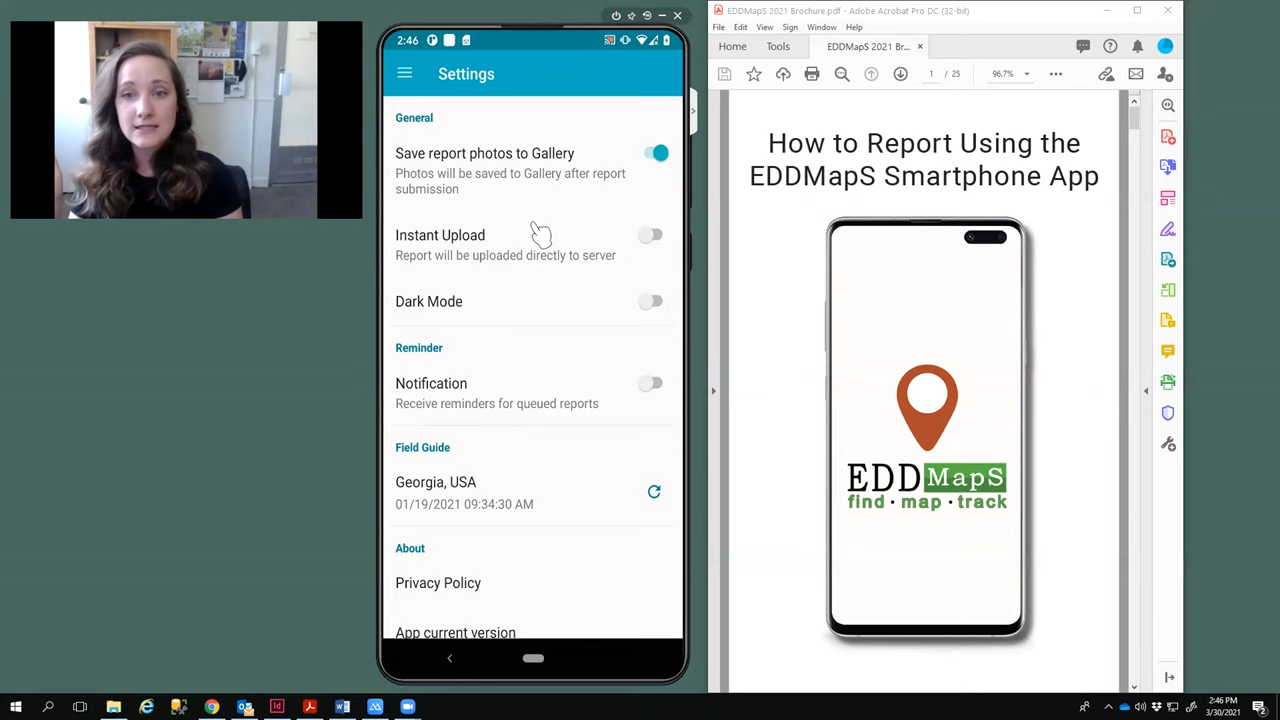 2:46
Settings
General
Save report photos to Gallery
Photos will be saved to Gallery after report
submission
Instant Upload
Report will be uploaded directly to server
Dark Mode
Reminder
Notification
Receive reminders for queued reports
Field Guide
Georgia, USA
01/19/2021 09:34:30 AM
About
Privacy Policy
App current version
EDDMapS 2021 Brochure.pdf - Adobe Acrobat Pro DC (32-bit)
File Edit View Sign Window Help
Home Tools EDDMapS 2021 Br... ×
1 / 25 96.7%
How to Report Using the
EDDMapS Smartphone App
EDDMapS
find · map · track
2:46 PM
3/30/2021